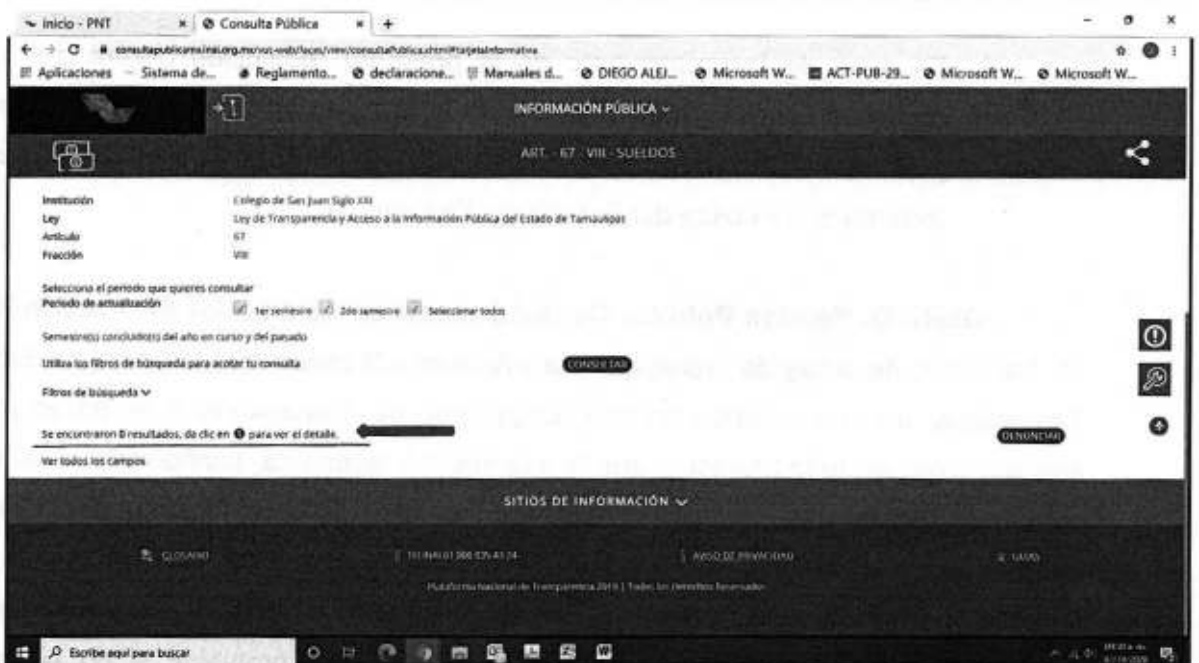 Inicio - PNT
Consulta Pública
Aplicaciones
Sistema de...
Reglamento...
declaracione...
Manuales d...
DIEGO ALEJ...
Microsoft W...
ACT-PUB-29...
Microsoft W...
Microsoft W...
INFORMACIÓN PÚBLICA
ART. - 67 - VIII - SUELDOS
Institución Colegio de San Juan Siglo XXI
Ley Ley de Transparencia y Acceso a la Información Pública del Estado de Tamaulipas
Artículo 67
Fracción VIII
Selecciona el periodo que quieres consultar
Periodo de actualización 1er semestre 2do semestre Seleccionar todos
Semestre(s) concluido(s) del año en curso y del pasado
Utiliza los filtros de búsqueda para acotar tu consulta
CONSULTAR
Filtros de búsqueda
Se encontraron 0 resultados, da clic en para ver el detalle.
DENUNCIAR
Ver todos los campos
SITIOS DE INFORMACIÓN
GLOSARIO
AVISO DE PRIVACIDAD
Plataforma Nacional de Transparencia 2019 | Todos los Derechos Reservados
Escribe aquí para buscar